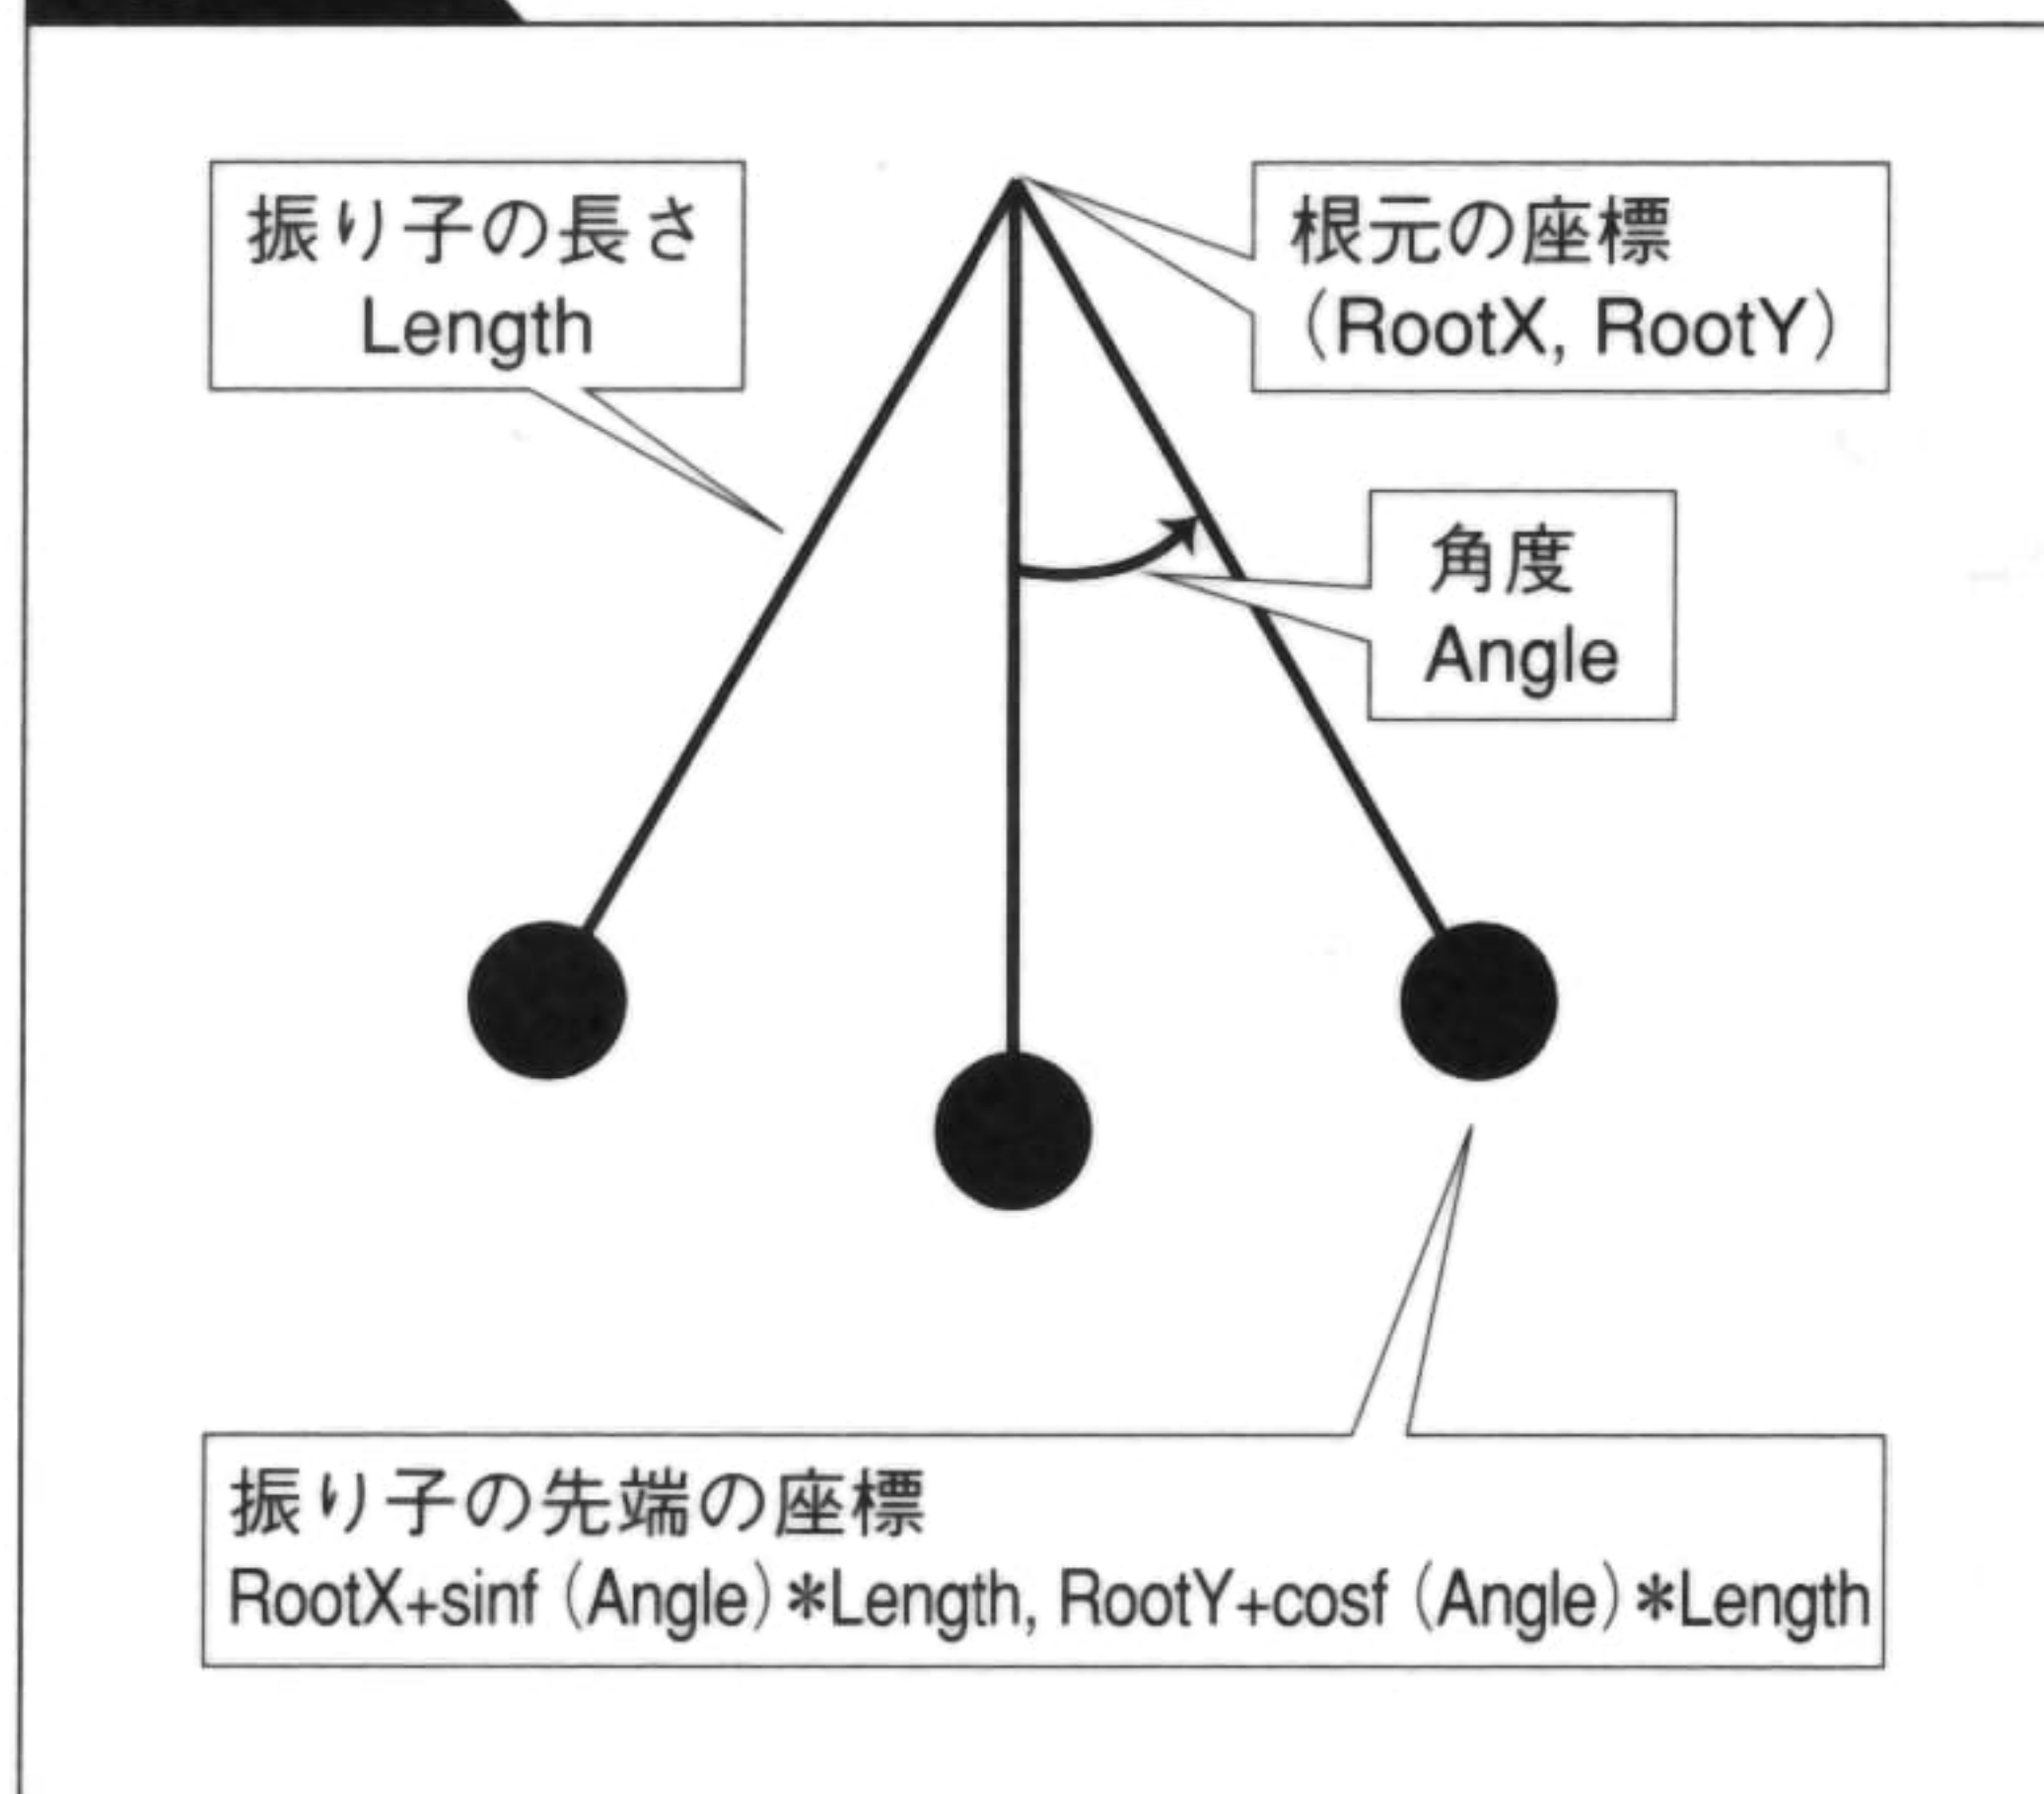 振り子の長さ
Length
根元の座標
（RootX, RootY）
角度
Angle
振り子の先端の座標
RootX+sinf（Angle）*Length, RootY+cosf（Angle）*Length